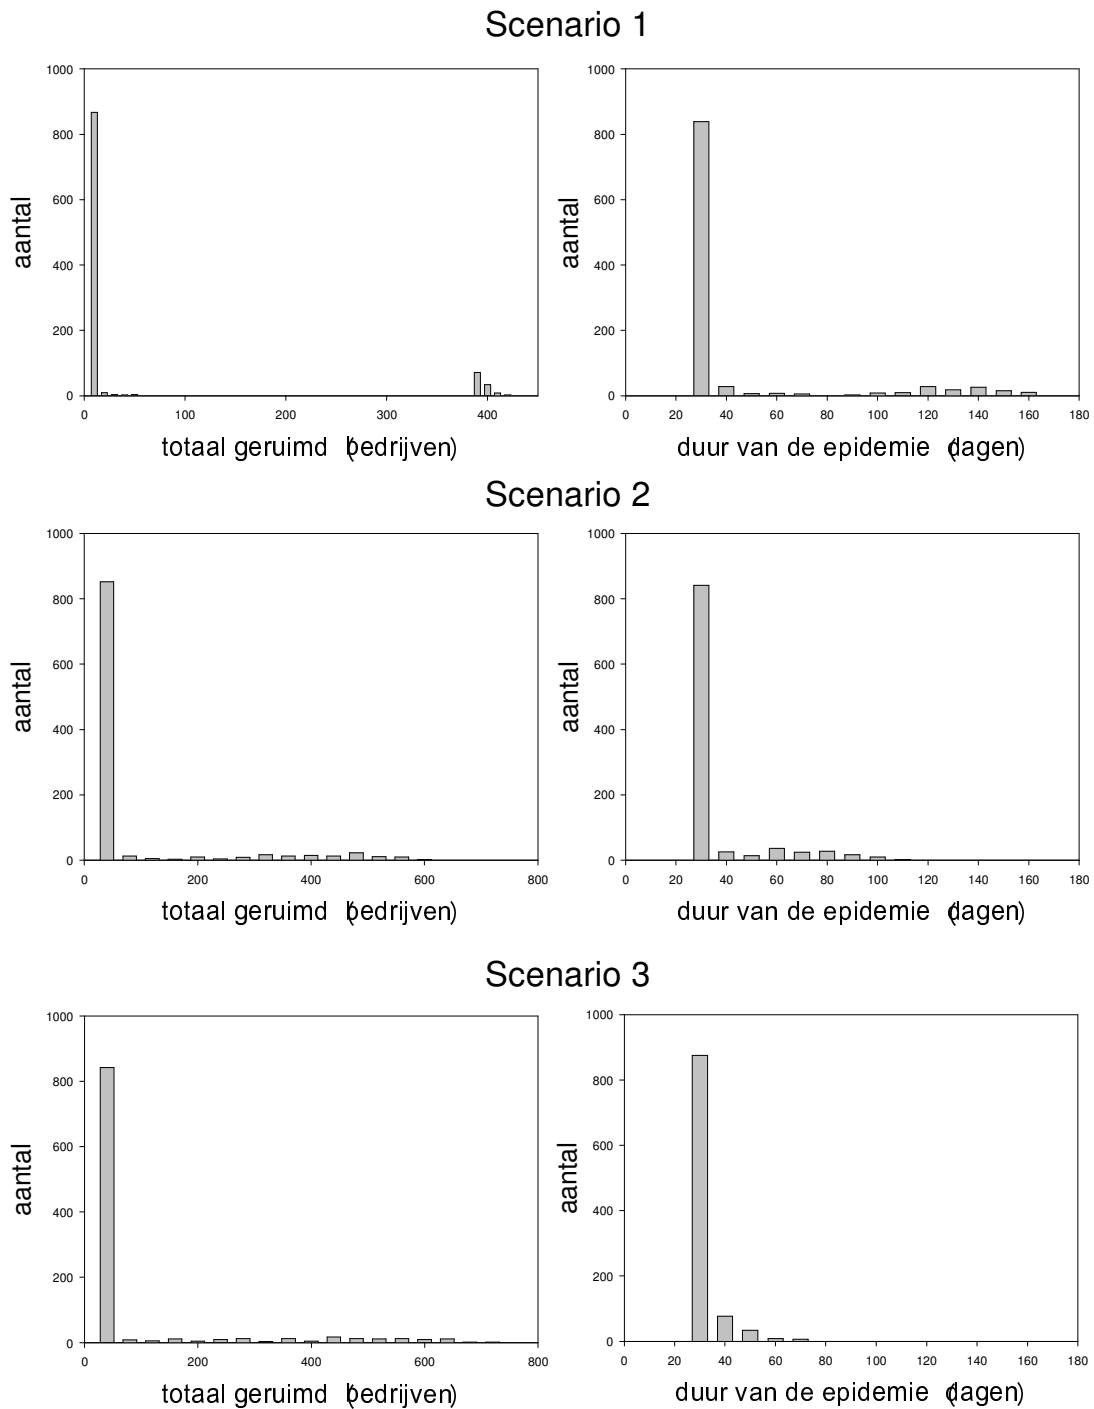 Scenario 1
1000
800
600
400
200
0
aantal
0 100 200 300 400
totaal geruimd (bedrijven)
1000
800
600
400
200
0
aantal
0 20 40 60 80 100 120 140 160 180
duur van de epidemie (dagen)
Scenario 2
1000
800
600
400
200
0
aantal
0 200 400 600 800
totaal geruimd (bedrijven)
1000
800
600
400
200
0
aantal
0 20 40 60 80 100 120 140 160 180
duur van de epidemie (dagen)
Scenario 3
1000
800
600
400
200
0
aantal
0 200 400 600 800
totaal geruimd (bedrijven)
1000
800
600
400
200
0
aantal
0 20 40 60 80 100 120 140 160 180
duur van de epidemie (dagen)